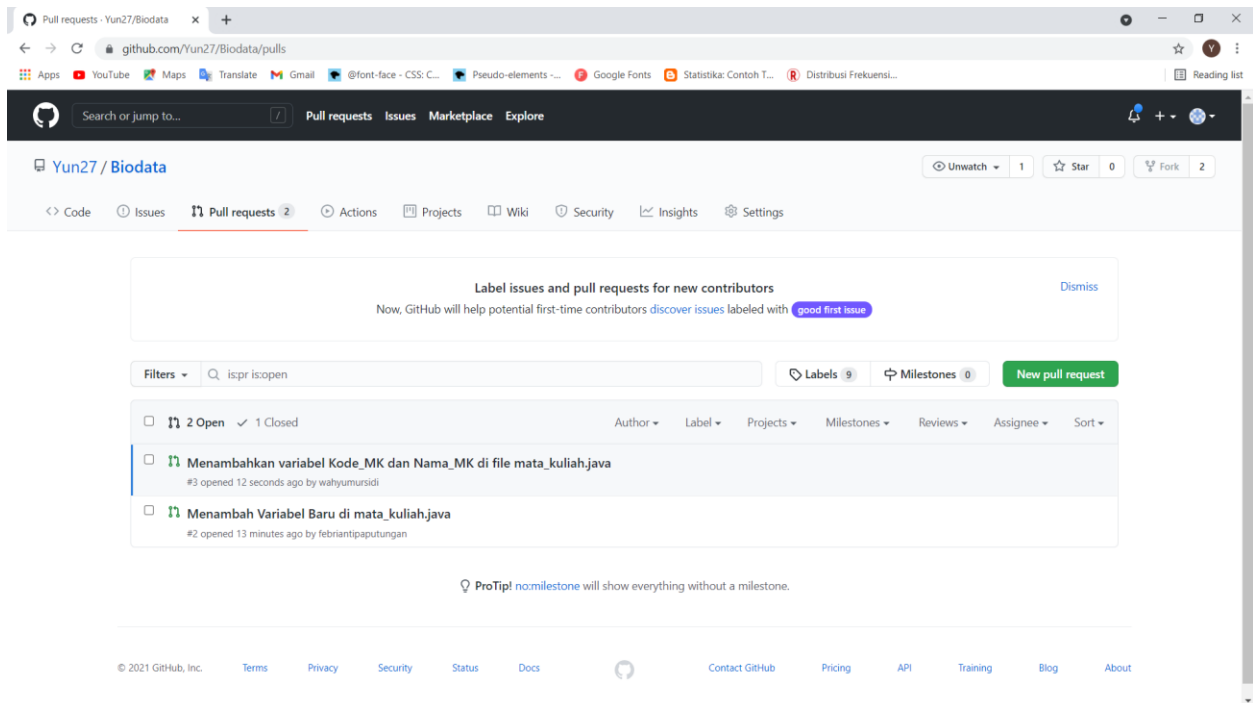 Pull requests · Yun27/Biodata
github.com/Yun27/Biodata/pulls
Y
Apps YouTube Maps Translate Gmail @font-face - CSS: C... Pseudo-elements -... Google Fonts Statistika: Contoh T... Distribusi Frekuensi... Reading list
Search or jump to... / Pull requests Issues Marketplace Explore
Yun27 / Biodata Unwatch 1 Star 0 Fork 2
Code Issues Pull requests 2 Actions Projects Wiki Security Insights Settings
Label issues and pull requests for new contributors Dismiss
Now, GitHub will help potential first-time contributors discover issues labeled with good first issue
Filters is:pr is:open Labels 9 Milestones 0 New pull request
2 Open 1 Closed Author Label Projects Milestones Reviews Assignee Sort
Menambahkan variabel Kode_MK dan Nama_MK di file mata_kuliah.java
#3 opened 12 seconds ago by wahyumursidi
Menambah Variabel Baru di mata_kuliah.java
#2 opened 13 minutes ago by febriantipaputungan
ProTip! no:milestone will show everything without a milestone.
© 2021 GitHub, Inc. Terms Privacy Security Status Docs Contact GitHub Pricing API Training Blog About